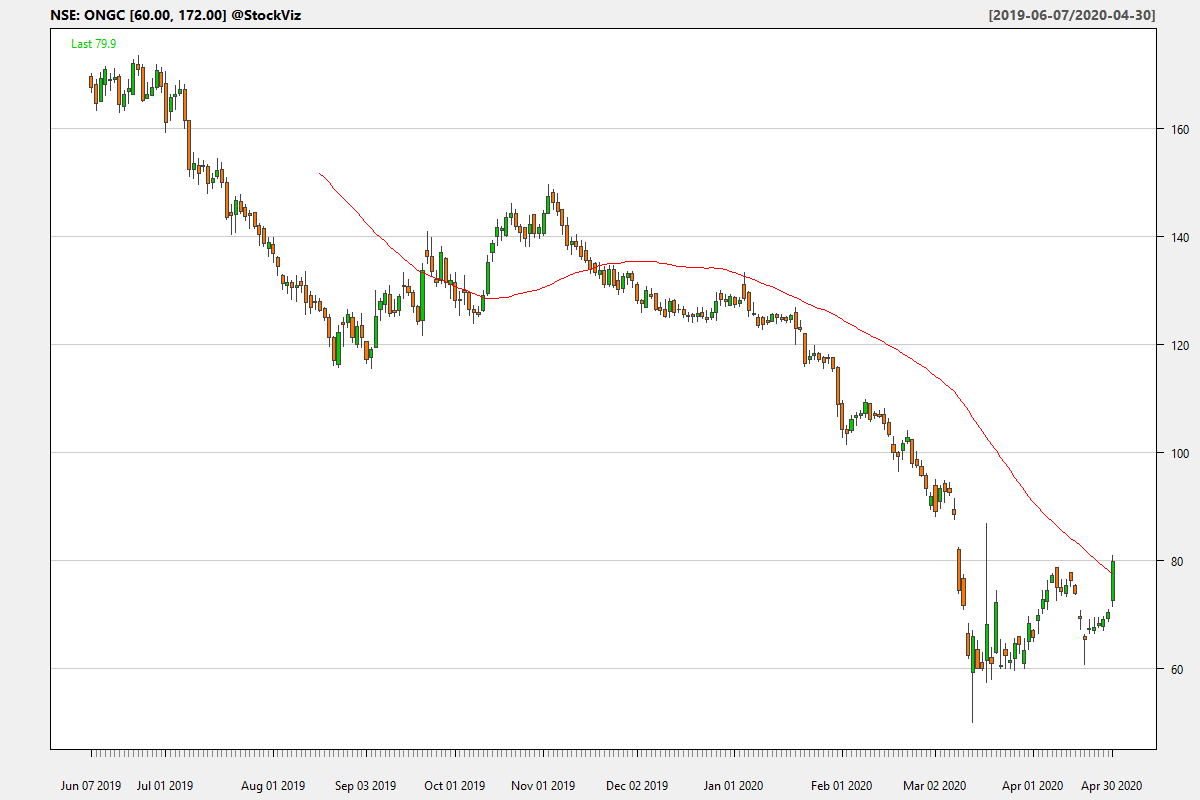 NSE: ONGC [60.00, 172.00] @StockViz
[2019-06-07/2020-04-30]
Last 79.9
160
140
120
100
80
60
Jun 07 2019 Jul 01 2019 Aug 01 2019 Sep 03 2019 Oct 01 2019 Nov 01 2019 Dec 02 2019 Jan 01 2020 Feb 01 2020 Mar 02 2020 Apr 01 2020 Apr 30 2020